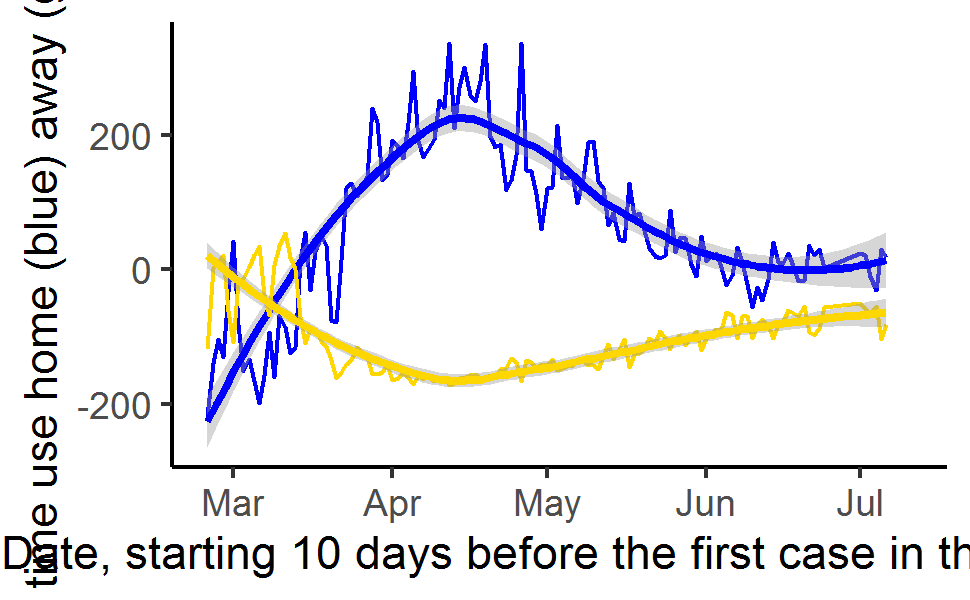 time use home (blue) away (g
200
0
-200
Mar Apr May Jun Jul
Date, starting 10 days before the first case in th